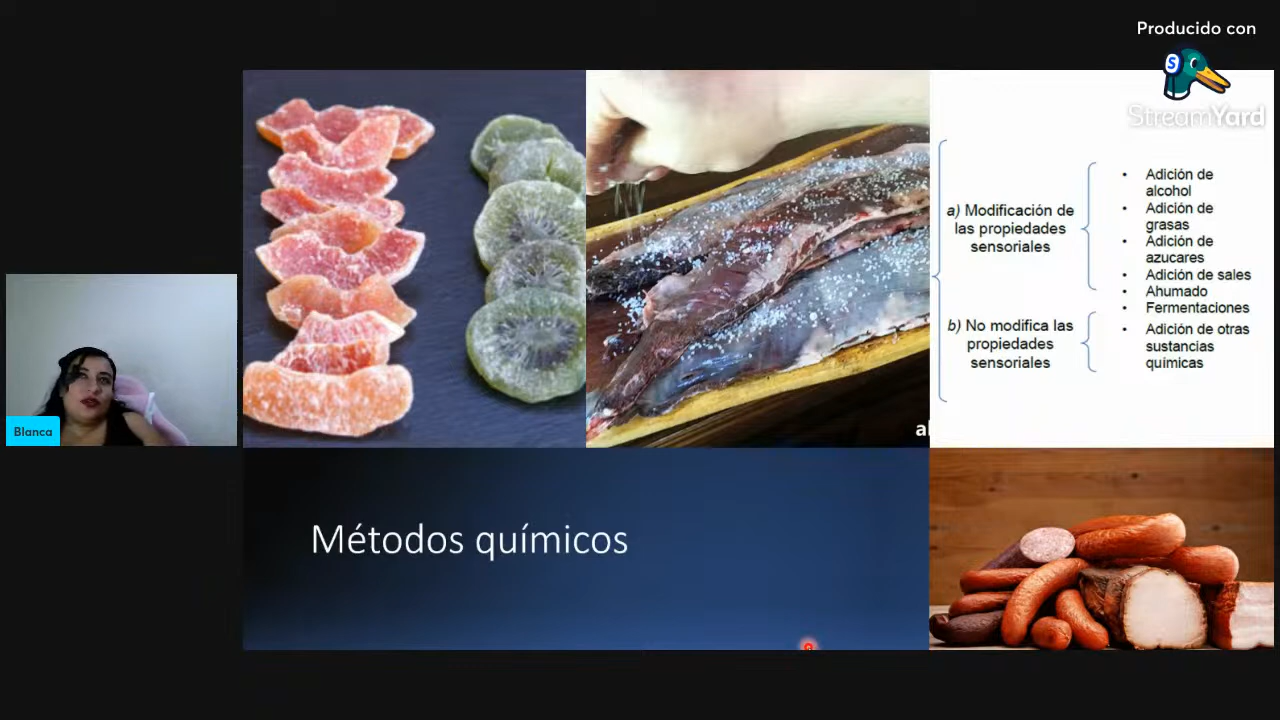 Producido con
S
StreamYard
a) Modificación de
las propiedades
sensoriales
• Adición de
alcohol
• Adición de
grasas
• Adición de
azucares
• Adición de sales
• Ahumado
• Fermentaciones
b) No modifica las
propiedades
sensoriales
• Adición de otras
sustancias
químicas
al
Blanca
Métodos químicos